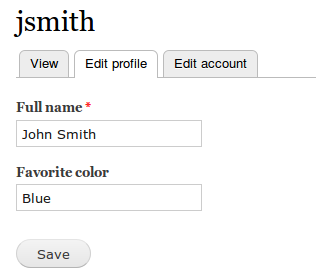 jsmith
View Edit profile Edit account
Full name *
John Smith
Favorite color
Blue
Save